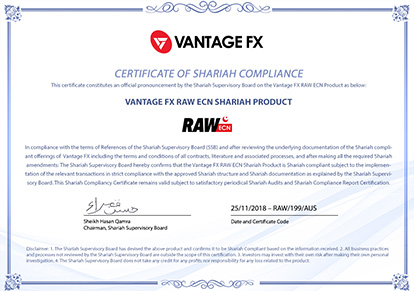 VANTAGE FX
CERTIFICATE OF SHARIAH COMPLIANCE
This certificate constitutes an official pronouncement by the Shariah Supervisory Board on the Vantage FX RAW ECN Product as below:
VANTAGE FX RAW ECN SHARIAH PRODUCT
RAW ECN
In compliance with the terms of References of the Shariah Supervisory Board (SSB) and after reviewing the underlying documentation of the Shariah compli
ant offerings of Vantage FX including the terms and conditions of all contracts, literature and associated processes, and after making all the required Shariah
amendments: The Shariah Supervisory Board hereby confirms that the Vantage FX RAW ECN Shariah Product is Shariah compliant subject to the implemen
tation of the relevant transactions in strict compliance with the approved Shariah structure and Shariah documentation as explained by the Shariah Supervi
sory Board. This Shariah Compliancy Certificate remains valid subject to satisfactory periodical Shariah Audits and Shariah Compliance Report Certification.
25/11/2018 – RAW/199/AUS
Sheikh Hasan Qamra
Chairman, Shariah Supervisory Board
Date and Certificate Code
Disclaimer: 1. The Shariah Supervisory Board has devised the above product and confirms it to be Shariah Compliant based on the information received. 2. All business practices
and processes not reviewed by the Shariah Supervisory Board are outside the scope of this certification. 3. Investors may invest with their own risk after making their own personal
investigation. 4. The Shariah Supervisory Board does not take any credit for any profits nor responsibility for any loss related to the product.